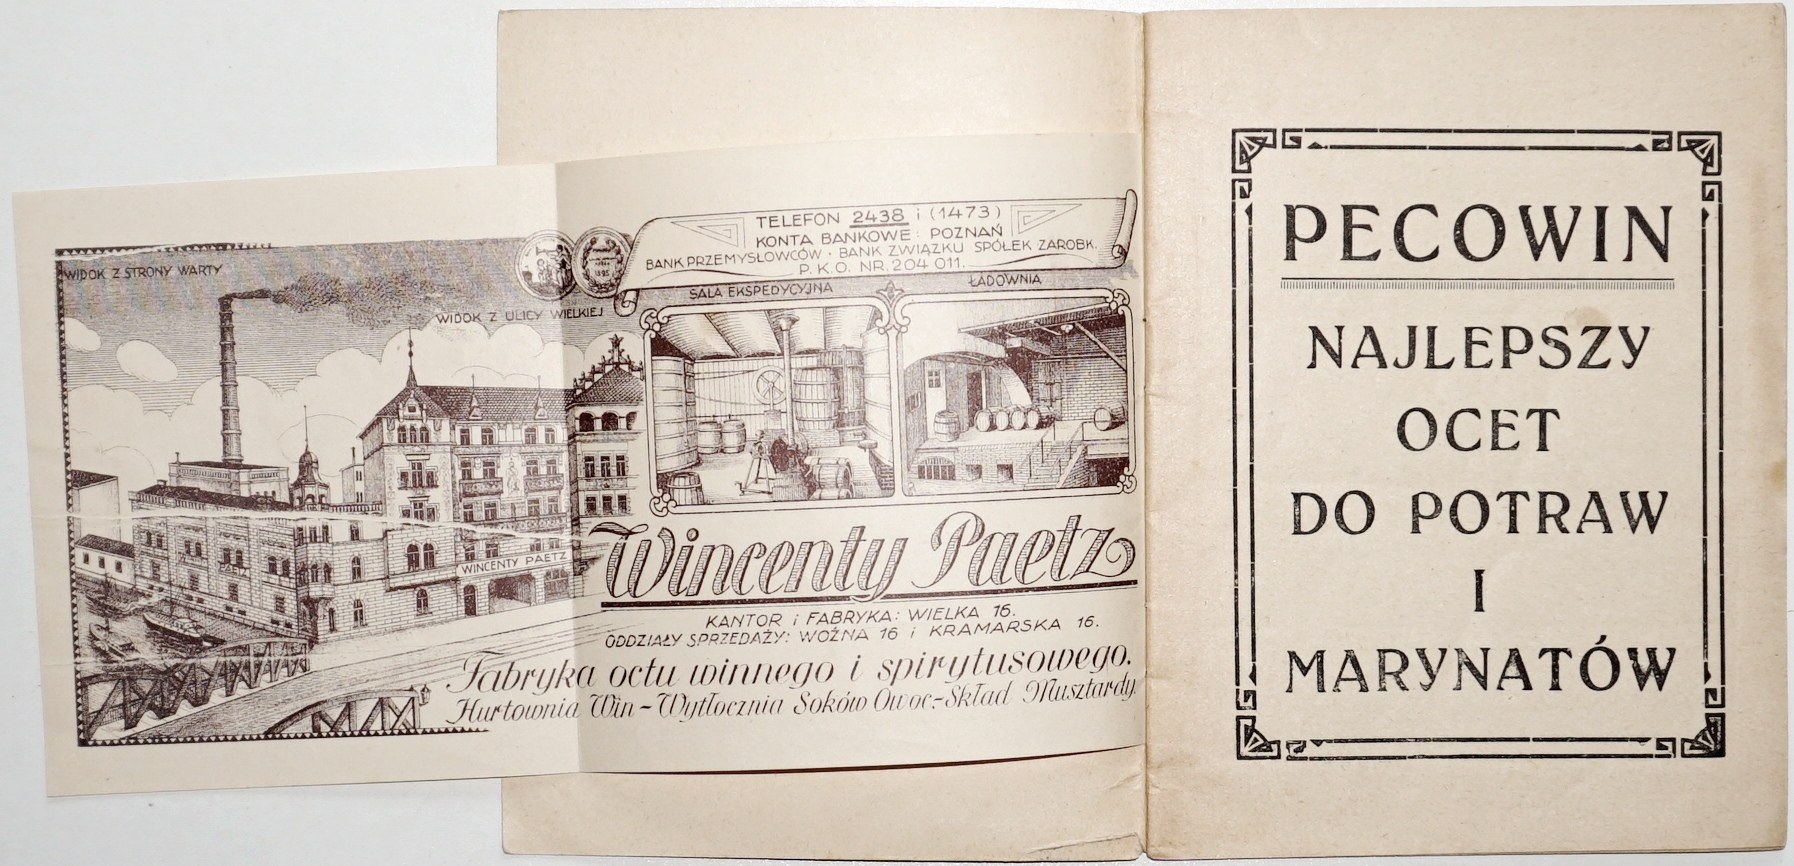 WIDOK Z STRONY WARTY
WIDOK Z ULICY WIELKIEJ
TELEFON 2438 i (1473)
KONTA BANKOWE: POZNAŃ
BANK PRZEMYSŁOWCÓW · BANK ZWIĄZKU SPÓŁEK ZAROBK.
P.K.O. NR. 204 011.
SALA EKSPEDYCYJNA
ŁADOWNIA
WINCENTY PAETZ
Wincenty Paetz
KANTOR i FABRYKA: WIELKA 16.
ODDZIAŁY SPRZEDAŻY: WOŹNA 16 i KRAMARSKA 16.
Fabryka octu winnego i spirytusowego.
Hurtownia Win - Wytłocznia Soków Owoc. - Skład Musztardy.
PECOWIN
NAJLEPSZY
OCET
DO POTRAW
I
MARYNATÓW